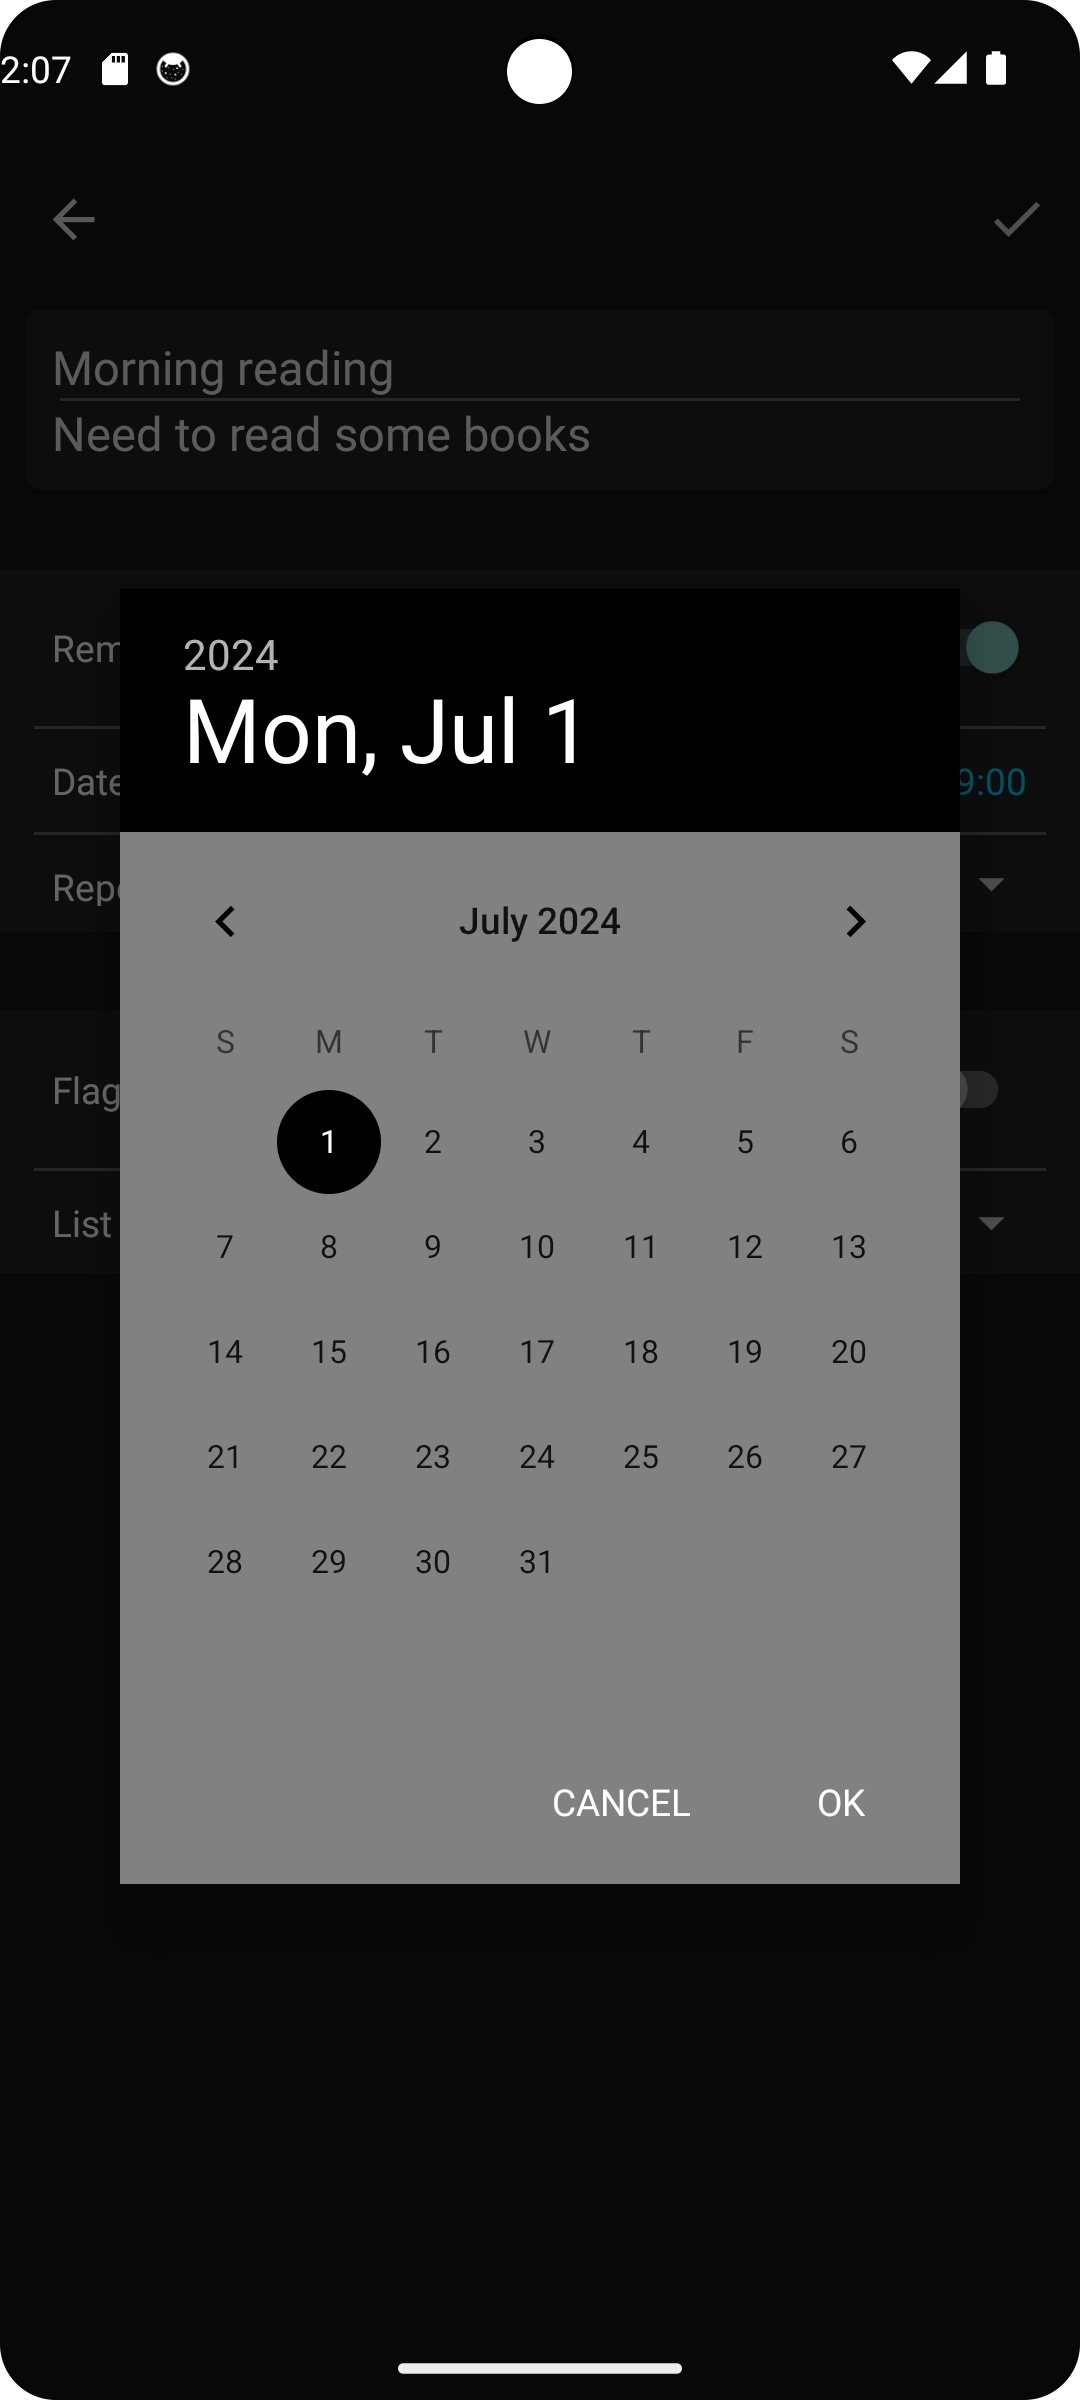 2:07
Morning reading
Need to read some books
2024
Mon, Jul 1
Rem
Date
9:00
Repe
July 2024
S M T W T F S
1 2 3 4 5 6
7 8 9 10 11 12 13
14 15 16 17 18 19 20
21 22 23 24 25 26 27
28 29 30 31
Flag
List
CANCEL OK